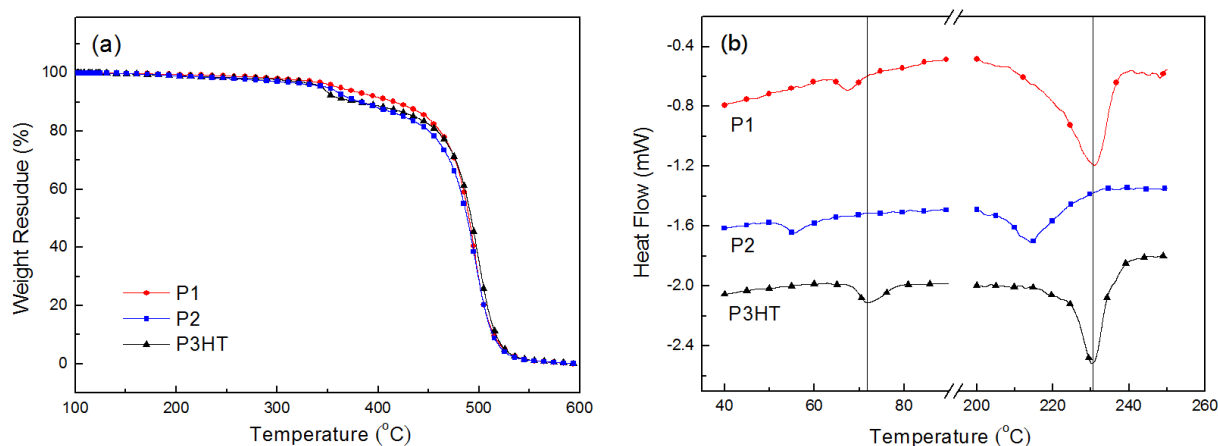 (a)
Weight Resudue (%)
100
80
60
40
20
0
P1
P2
P3HT
100 200 300 400 500 600
Temperature (°C)
(b)
Heat Flow (mW)
-0.4
-0.8
-1.2
-1.6
-2.0
-2.4
P1
P2
P3HT
40 60 80 200 220 240 260
Temperature (°C)